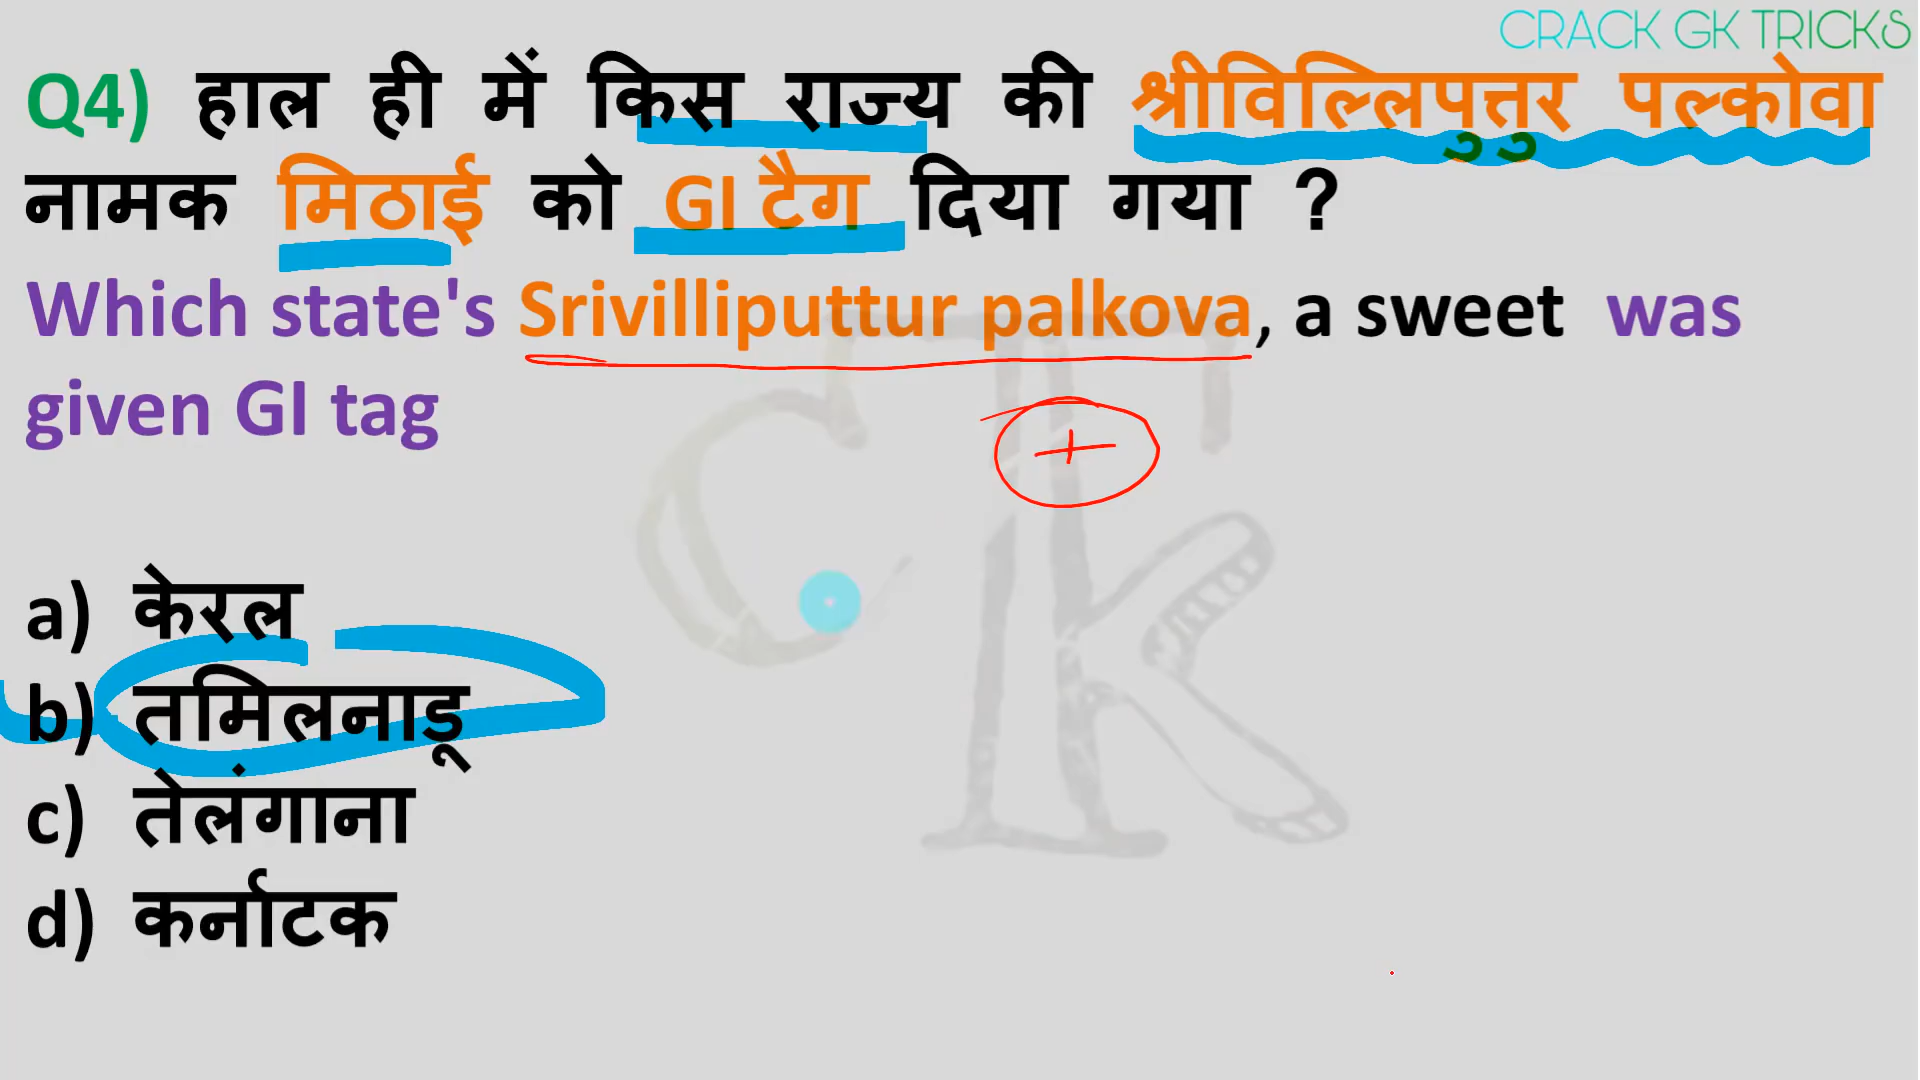 CRACK GK TRICKS
Q4) हाल ही में किस राज्य की श्रीविल्लिपुत्तुर पल्कोवा
नामक मिठाई को GI टैग दिया गया ?
Which state's Srivilliputtur palkova, a sweet was
given GI tag
a) केरल
b) तमिलनाडू
c) तेलंगाना
d) कर्नाटक